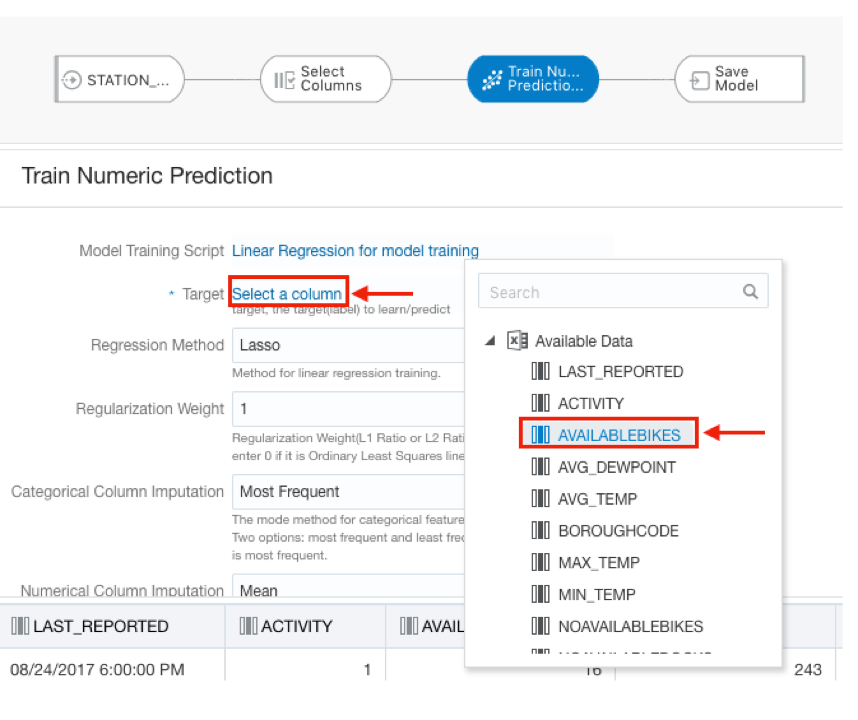 STATION_...
Select
Columns
Train Nu...
Predictio...
Save
Model
Train Numeric Prediction
Model Training Script Linear Regression for model training
* Target Select a column
target, the target(label) to learn/predict
Regression Method Lasso
Method for linear regression training.
Regularization Weight 1
Regularization Weight(L1 Ratio or L2 Rati
enter 0 if it is Ordinary Least Squares line
Categorical Column Imputation Most Frequent
The mode method for categorical feature
Two options: most frequent and least fre
is most frequent.
Numerical Column Imputation Mean
Search
Available Data
LAST_REPORTED
ACTIVITY
AVAILABLEBIKES
AVG_DEWPOINT
AVG_TEMP
BOROUGHCODE
MAX_TEMP
MIN_TEMP
NOAVAILABLEBIKES
LAST_REPORTED ACTIVITY AVAIL
08/24/2017 6:00:00 PM 1 16 243